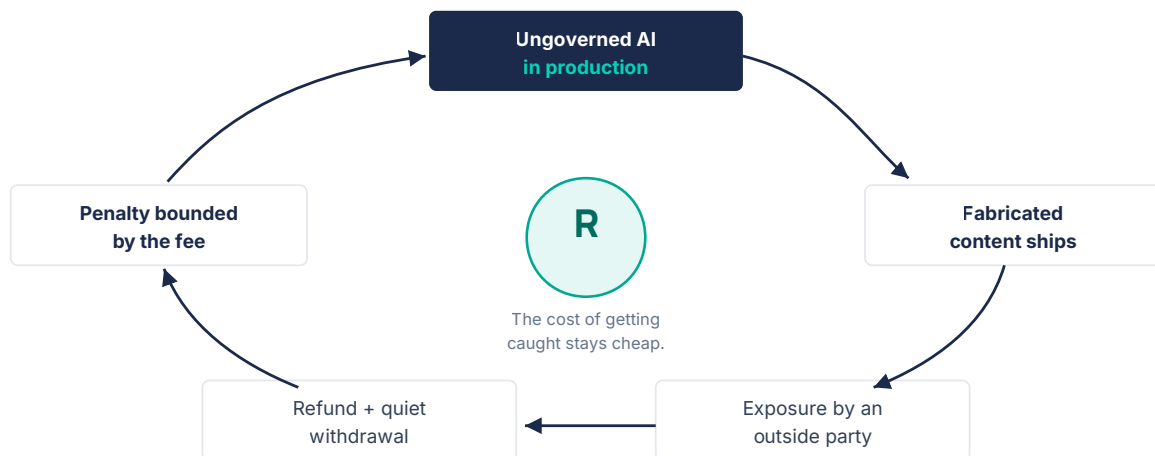 Ungoverned AI
in production
Penalty bounded
by the fee
R
Fabricated
content ships
The cost of getting
caught stays cheap.
Refund + quiet
withdrawal
Exposure by an
outside party